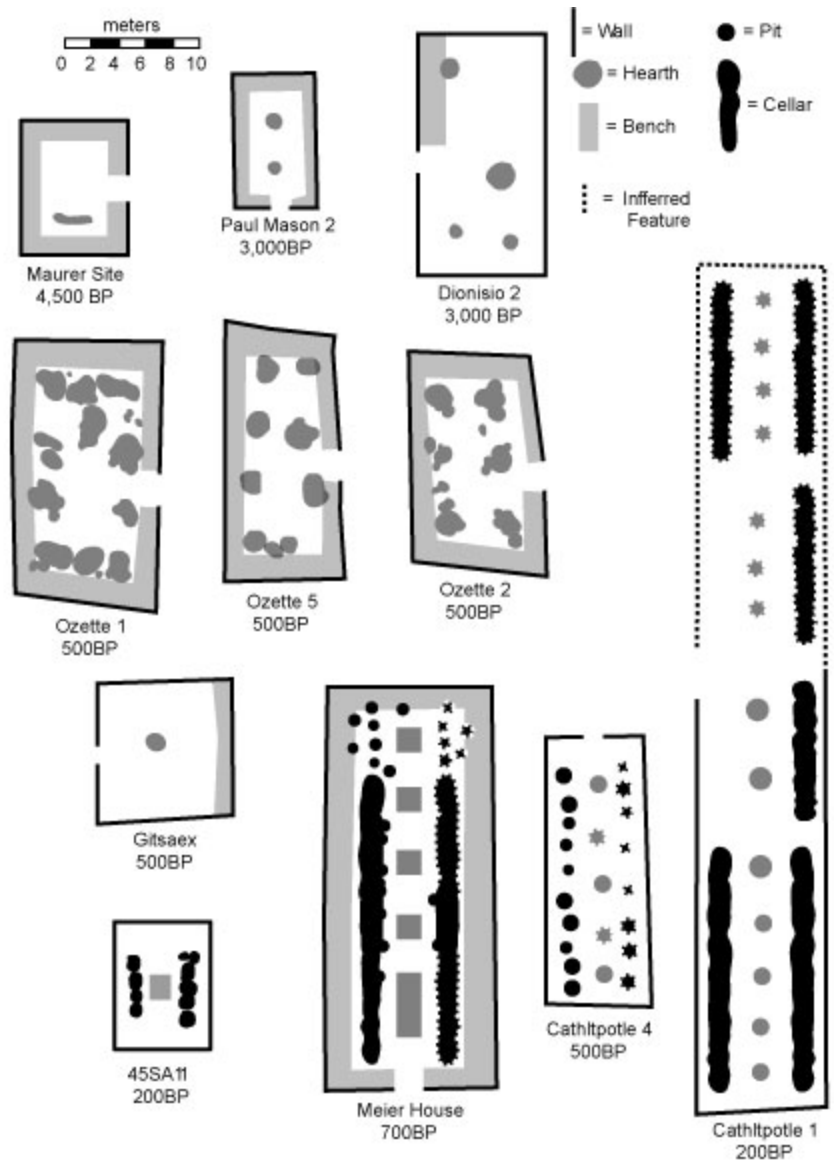 meters
0 2 4 6 8 10
= Wall
= Pit
= Hearth
= Cellar
= Bench
= Infferred
Feature
Maurer Site
4,500 BP
Paul Mason 2
3,000BP
Dionisio 2
3,000 BP
Ozette 1
500BP
Ozette 5
500BP
Ozette 2
500BP
Gitsaex
500BP
45SA11
200BP
Meier House
700BP
Cathltpotle 4
500BP
Cathltpotle 1
200BP